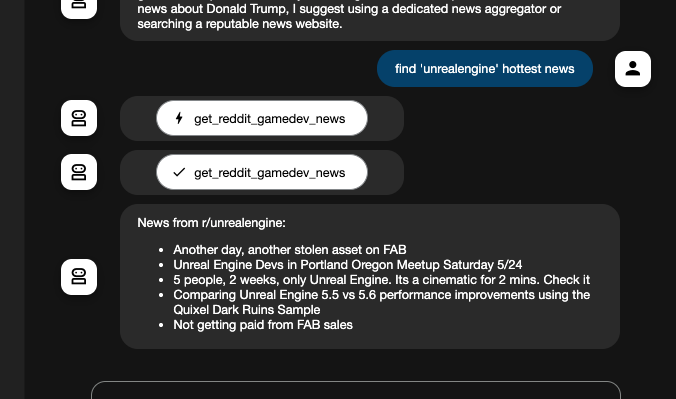 news about Donald Trump, I suggest using a dedicated news aggregator or
searching a reputable news website.
find 'unrealengine' hottest news
get_reddit_gamedev_news
get_reddit_gamedev_news
News from r/unrealengine:
• Another day, another stolen asset on FAB
• Unreal Engine Devs in Portland Oregon Meetup Saturday 5/24
• 5 people, 2 weeks, only Unreal Engine. Its a cinematic for 2 mins. Check it
• Comparing Unreal Engine 5.5 vs 5.6 performance improvements using the
Quixel Dark Ruins Sample
• Not getting paid from FAB sales